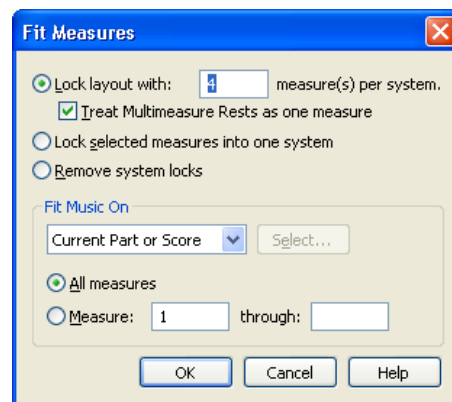 Fit Measures
Lock layout with: 4 measure(s) per system.
Treat Multimeasure Rests as one measure
Lock selected measures into one system
Remove system locks
Fit Music On
Current Part or Score Select...
All measures
Measure: 1 through:
OK Cancel Help